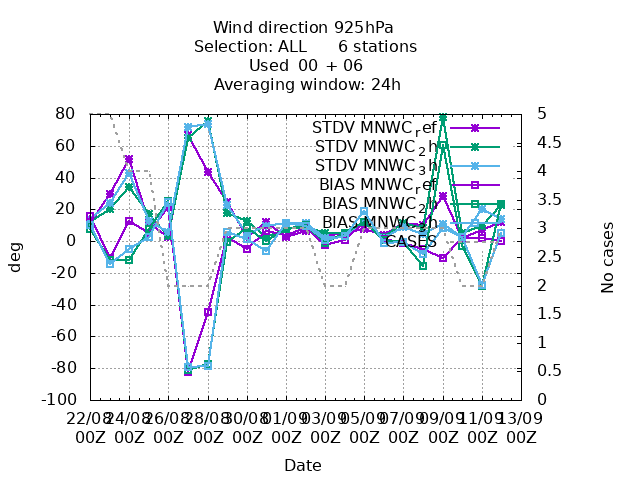 Wind direction 925hPa
Selection: ALL 6 stations
Used 00 + 06
Averaging window: 24h
STDV MNWC_ref
STDV MNWC_2h
STDV MNWC_3h
BIAS MNWC_ref
BIAS MNWC_2h
BIAS MNWC_3h
CASES
80
60
40
20
0
-20
-40
-60
-80
-100
deg
5
4.5
4
3.5
3
2.5
2
1.5
1
0.5
0
No cases
22/08 24/08 26/08 28/08 30/08 01/09 03/09 05/09 07/09 09/09 11/09 13/09
00Z 00Z 00Z 00Z 00Z 00Z 00Z 00Z 00Z 00Z 00Z 00Z
Date